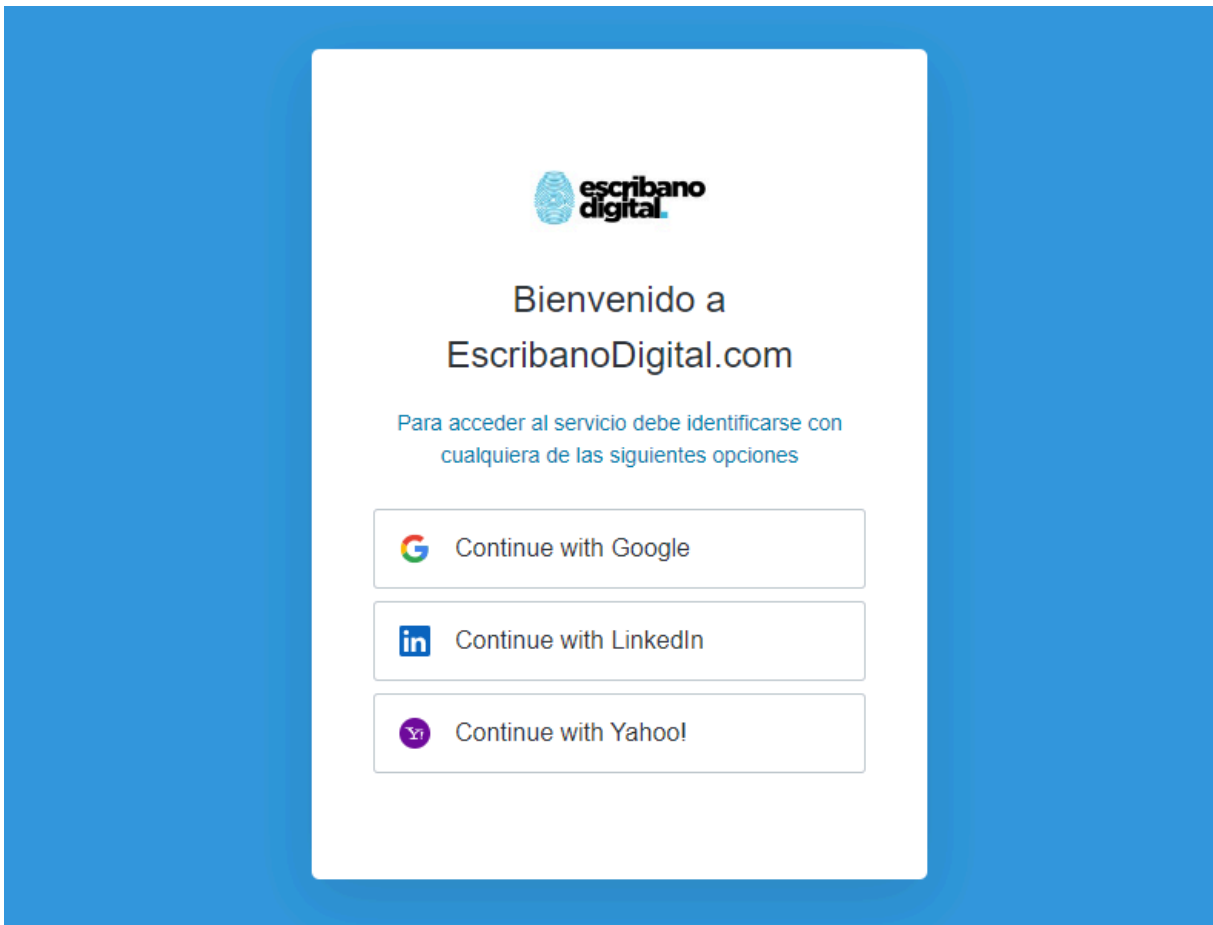 escribano
digital.
Bienvenido a
EscribanoDigital.com
Para acceder al servicio debe identificarse con
cualquiera de las siguientes opciones
Continue with Google
in Continue with LinkedIn
Continue with Yahoo!